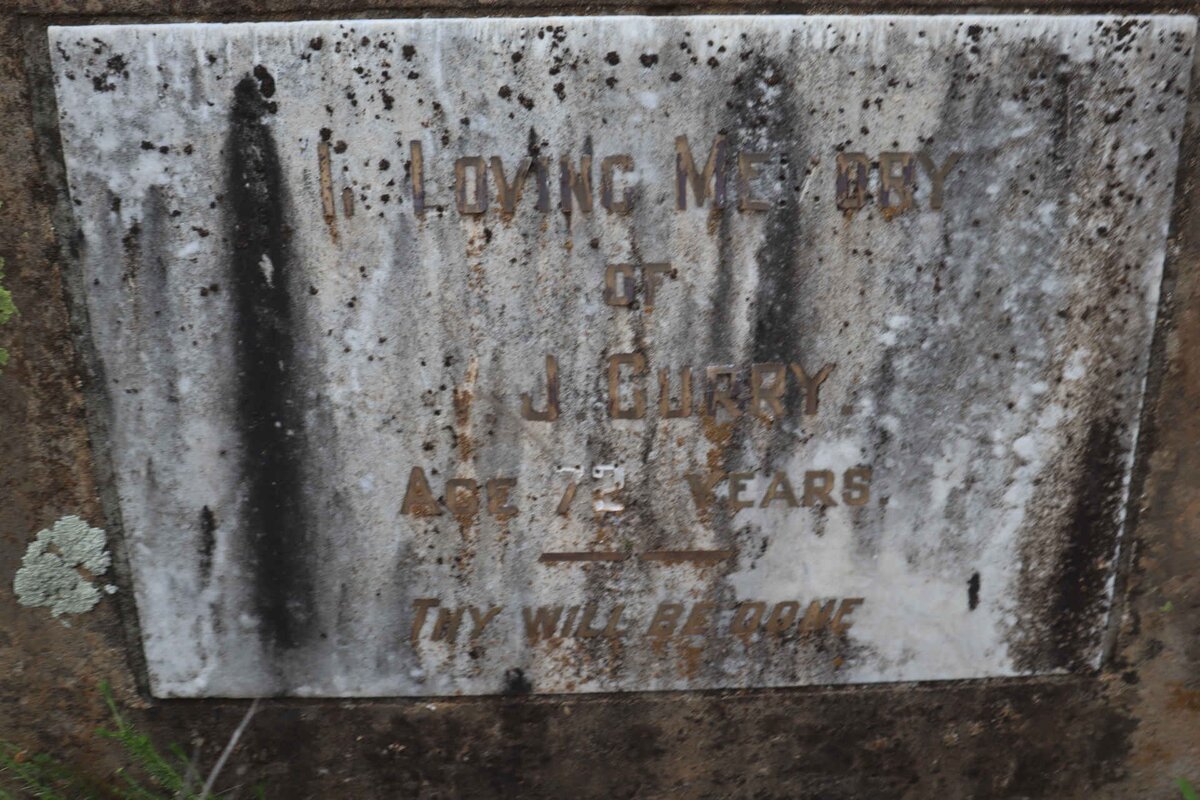 In Loving Memory
of
J. Curry.
Age 72 Years
Thy will be done